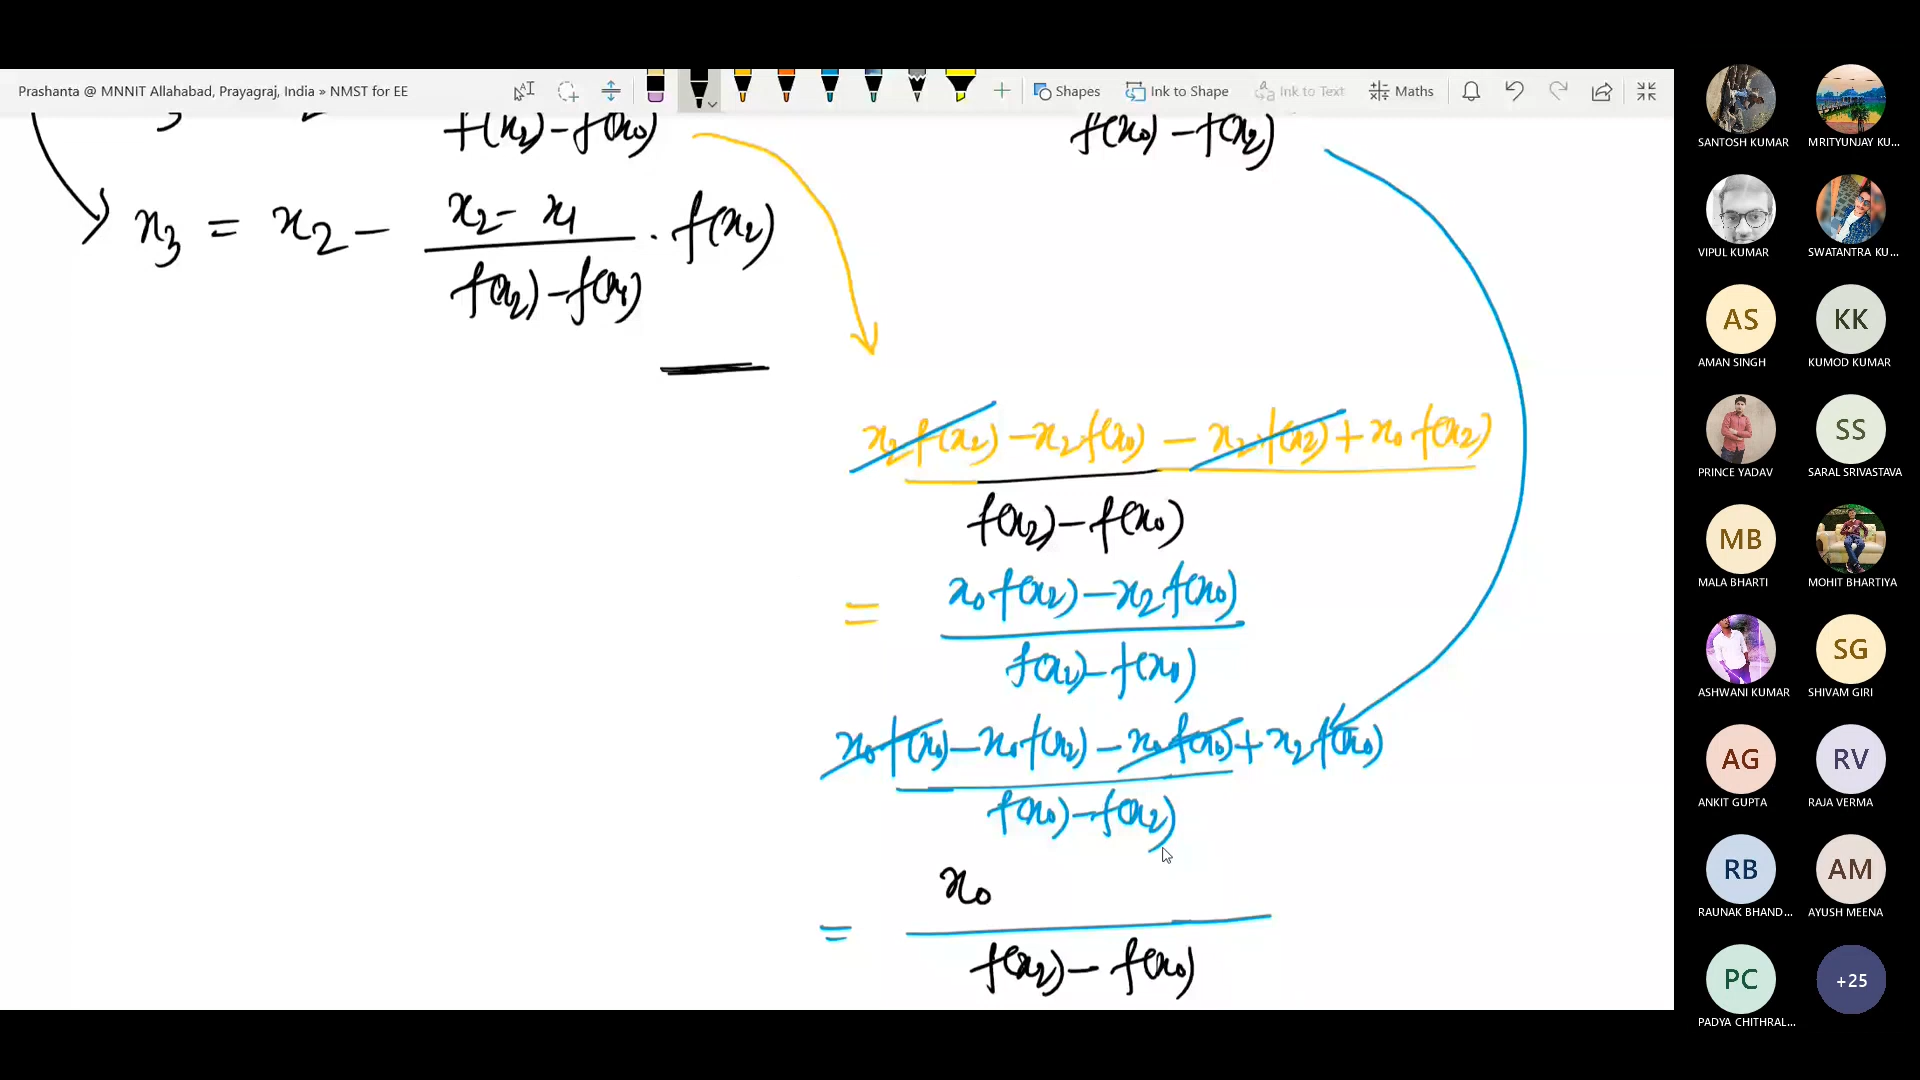 Prashanta @ MNNIT Allahabad, Prayagraj, India » NMST for EE
Shapes
Ink to Shape
Ink to Text
Maths
f(x₂) – f(x₀)
f(x₀) – f(x₂)
x₃ = x₂ – (x₂ – x₁) / (f(x₂) – f(x₁)) · f(x₂)
x₂ f(x₂) – x₂ f(x₀) – x₂ f(x₂) + x₀ f(x₂)
f(x₂) – f(x₀)
= x₀ f(x₂) – x₂ f(x₀)
f(x₂) – f(x₀)
x₀ f(x₀) – x₀ f(x₂) – x₀ f(x₀) + x₂ f(x₀)
f(x₀) – f(x₂)
= x₀
f(x₂) – f(x₀)
SANTOSH KUMAR
MRITYUNJAY KU...
VIPUL KUMAR
SWATANTRA KU...
AS
KK
AMAN SINGH
KUMOD KUMAR
SS
PRINCE YADAV
SARAL SRIVASTAVA
MB
MALA BHARTI
MOHIT BHARTIYA
SG
ASHWANI KUMAR
SHIVAM GIRI
AG
RV
ANKIT GUPTA
RAJA VERMA
RB
AM
RAUNAK BHAND...
AYUSH MEENA
PC
+25
PADYA CHITHRAL...